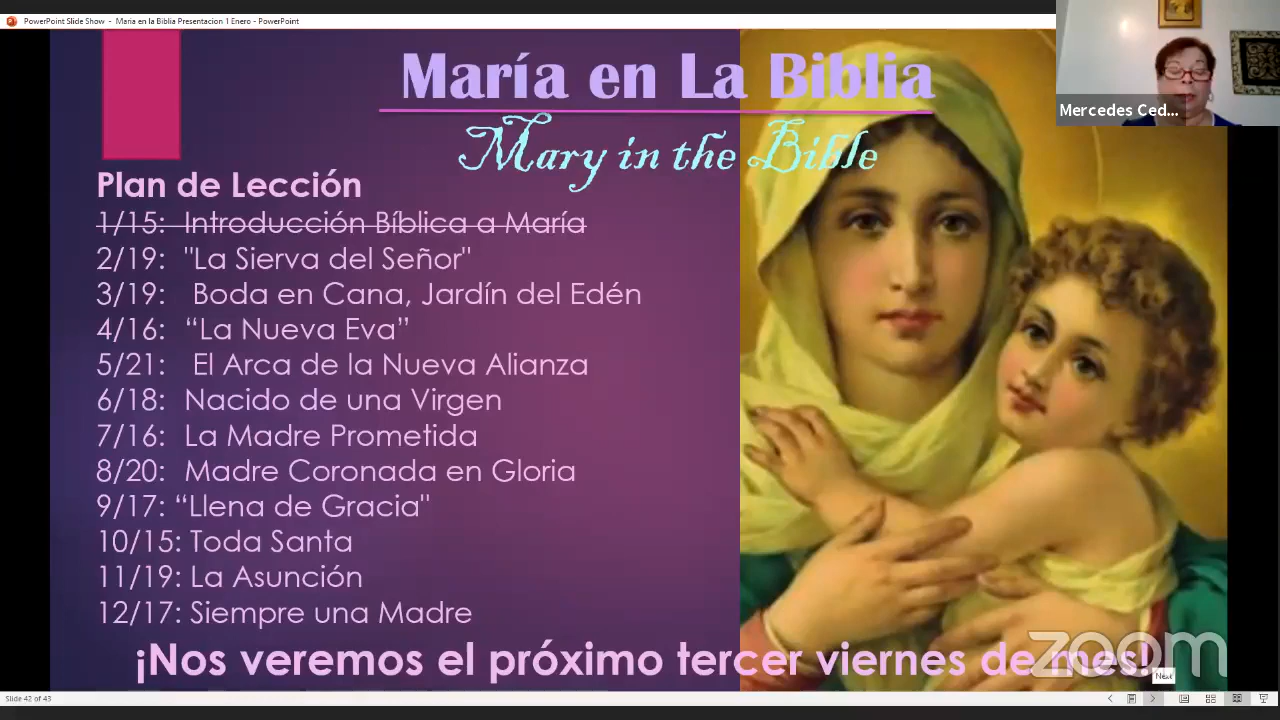 PowerPoint Slide Show - Maria en la Biblia Presentacion 1 Enero - PowerPoint
María en La Biblia
Mary in the Bible
Mercedes Ced...
Plan de Lección
1/15: Introducción Bíblica a María
2/19: "La Sierva del Señor"
3/19: Boda en Cana, Jardín del Edén
4/16: “La Nueva Eva”
5/21: El Arca de la Nueva Alianza
6/18: Nacido de una Virgen
7/16: La Madre Prometida
8/20: Madre Coronada en Gloria
9/17: “Llena de Gracia"
10/15: Toda Santa
11/19: La Asunción
12/17: Siempre una Madre
¡Nos veremos el próximo tercer viernes de mes!
zoom
Next
Slide 42 of 43